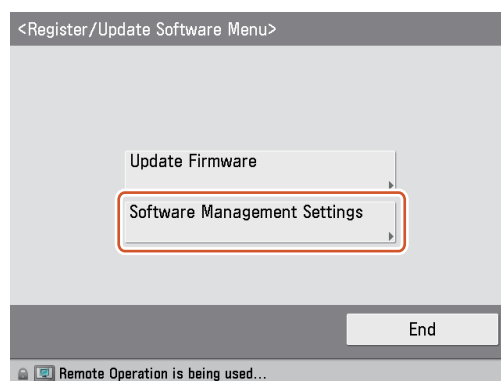 <Register/Update Software Menu>
Update Firmware
Software Management Settings
End
Remote Operation is being used...